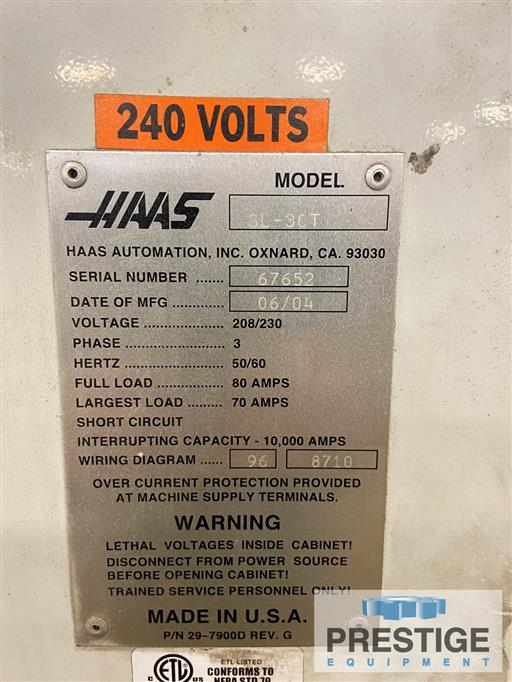 240 VOLTS
MODEL
HAAS
SL-30T
HAAS AUTOMATION, INC. OXNARD, CA. 93030
SERIAL NUMBER ....... 67652
DATE OF MFG ............. 06/04
VOLTAGE .................... 208/230
PHASE ........................ 3
HERTZ ........................ 50/60
FULL LOAD ................. 80 AMPS
LARGEST LOAD ......... 70 AMPS
SHORT CIRCUIT
INTERRUPTING CAPACITY - 10,000 AMPS
WIRING DIAGRAM ...... 96 8710
OVER CURRENT PROTECTION PROVIDED
AT MACHINE SUPPLY TERMINALS.
WARNING
LETHAL VOLTAGES INSIDE CABINET!
DISCONNECT FROM POWER SOURCE
BEFORE OPENING CABINET!
TRAINED SERVICE PERSONNEL ONLY!
MADE IN U.S.A.
P/N 29-7900D REV. G
PRESTIGE
EQUIPMENT
ETL LISTED
C ETL US
CONFORMS TO
NFPA STD 79